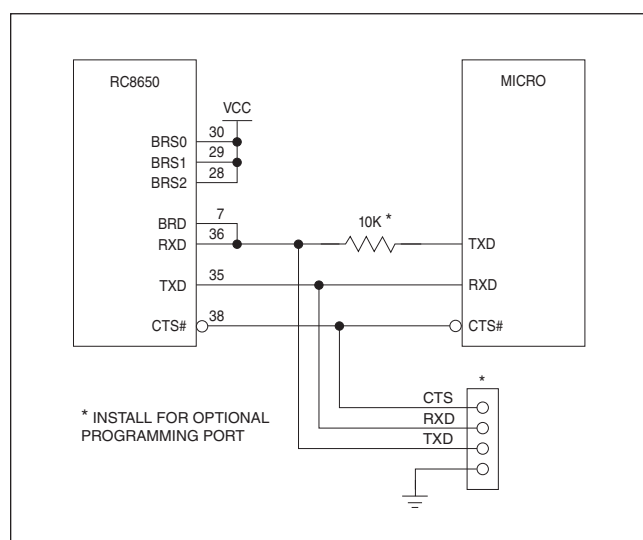 RC8650
MICRO
VCC
BRS0 30
BRS1 29
BRS2 28
BRD 7
RXD 36
10K *
TXD
TXD 35
RXD
CTS# 38
CTS#
*
CTS
RXD
TXD
* INSTALL FOR OPTIONAL
PROGRAMMING PORT